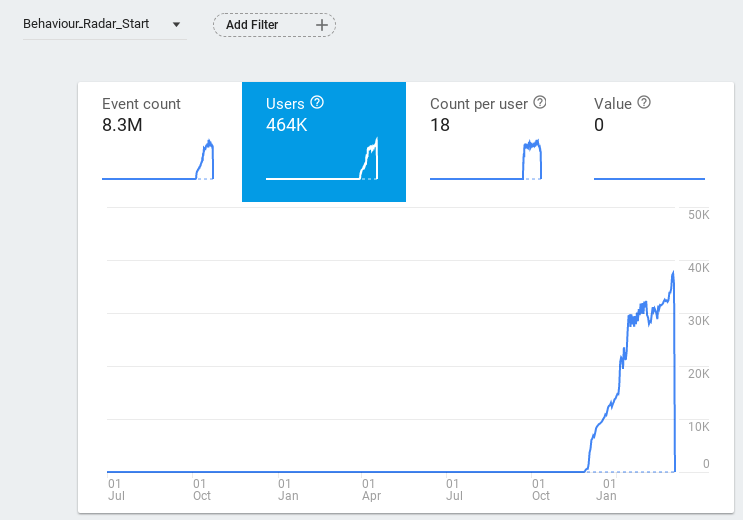 Behaviour_Radar_Start
Add Filter
Event count
8.3M
Users
464K
Count per user
18
Value
0
50K
40K
30K
20K
10K
0
01 Jul
01 Oct
01 Jan
01 Apr
01 Jul
01 Oct
01 Jan